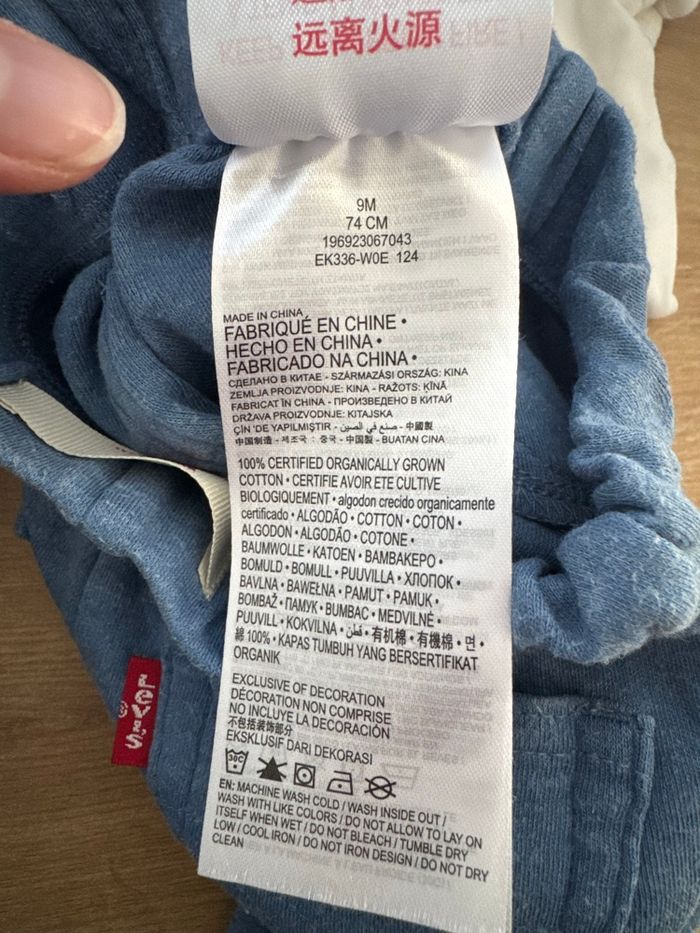 远离火源
9M
74 CM
196923067043
EK336-W0E 124
MADE IN CHINA
FABRIQUÉ EN CHINE •
HECHO EN CHINA •
FABRICADO NA CHINA •
СДЕЛАНО В КИТАЕ - SZÁRMAZÁSI ORSZÁG: KINA
ZEMLJA PROIZVODNJE: KINA - RAŽOTS: ĶĪNĀ
FABRICAT ÎN CHINA - ПРОИЗВЕДЕНО В КИТАЙ
DRŽAVA PROIZVODNJE: KITAJSKA
ÇİN 'DE YAPILMIŞTIR - صنع في الصين - 中國製
中国制造 - 제조국 : 중국 - 中国製 - BUATAN CINA
100% CERTIFIED ORGANICALLY GROWN
COTTON • CERTIFIE AVOIR ETE CULTIVE
BIOLOGIQUEMENT • algodon crecido organicamente
certificado • ALGODÃO • COTTON • COTON •
ALGODON • ALGODÃO • COTONE •
BAUMWOLLE • KATOEN • ΒΑΜΒΑΚΕΡΟ •
BOMULD • BOMULL • PUUVILLA • ХЛОПОК •
BAVLNA • BAWEŁNA • PAMUT • PAMUK •
BOMBAŽ • ПАМУК • BUMBAC • MEDVILNĖ •
PUUVILL • KOKVILNA • قطن • 有机棉 • 有機棉 • 면 •
綿 100% • KAPAS TUMBUH YANG BERSERTIFIKAT
ORGANIK
EXCLUSIVE OF DECORATION
DÉCORATION NON COMPRISE
NO INCLUYE LA DECORACIÓN
不包括装饰部分
EKSKLUSIF DARI DEKORASI
30C
EN: MACHINE WASH COLD / WASH INSIDE OUT /
WASH WITH LIKE COLORS / DO NOT ALLOW TO LAY ON
ITSELF WHEN WET / DO NOT BLEACH / TUMBLE DRY
LOW / COOL IRON / DO NOT IRON DESIGN / DO NOT DRY
CLEAN
LEVI'S
®